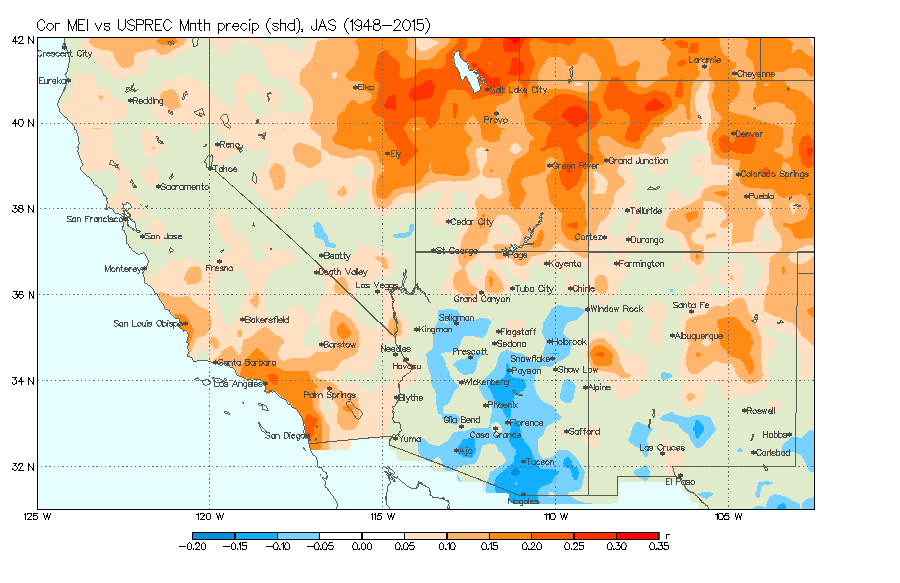 Cor MEI vs USPREC Mnth precip (shd), JAS (1948-2015)
42 N
Crescent City
Laramie
Cheyenne
Eureka
Elko
Salt Lake City
Redding
40 N
Provo
Denver
Reno
Ely
Green River
Grand Junction
Tahoe
Colorado Springs
Sacramento
Pueblo
38 N
San Francisco
Cedar City
Telluride
San Jose
Cortez
Durango
Beatty
St George
Page
Monterey
Fresno
Death Valley
Kayenta
Farmington
Las Vegas
Tuba City
Chinle
36 N
Grand Canyon
San Luis Obispo
Bakersfield
Seligman
Window Rock
Santa Fe
Kingman
Flagstaff
Albuquerque
Barstow
Needles
Sedona
Holbrook
Prescott
Snowflake
Santa Barbara
Havasu
Payson
Show Low
34 N
Los Angeles
Wickenberg
Alpine
Palm Springs
Blythe
Phoenix
Roswell
Gila Bend
Florence
San Diego
Yuma
Casa Grande
Safford
Hobbs
Ajo
Las Cruces
Carlsbad
32 N
Tucson
El Paso
Nogales
125 W 120 W 115 W 110 W 105 W
r
-0.20 -0.15 -0.10 -0.05 0.00 0.05 0.10 0.15 0.20 0.25 0.30 0.35